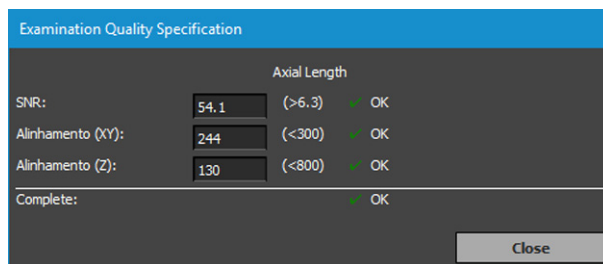 Examination Quality Specification
Axial Length
SNR: 54.1 (>6.3) ✓ OK
Alinhamento (XY): 244 (<300) ✓ OK
Alinhamento (Z): 130 (<800) ✓ OK
Complete: ✓ OK
Close